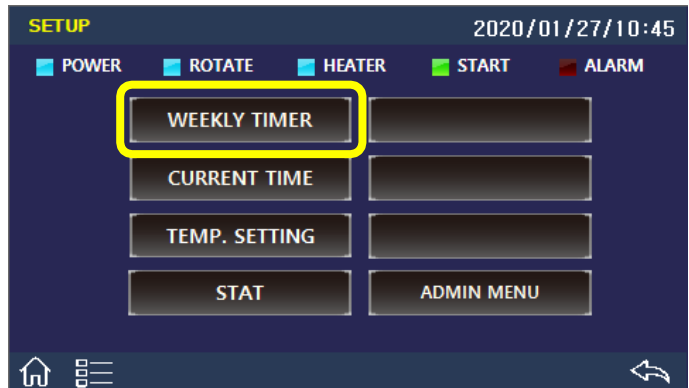 SETUP 2020/01/27/10:45
POWER ROTATE HEATER START ALARM
WEEKLY TIMER
CURRENT TIME
TEMP. SETTING
STAT ADMIN MENU